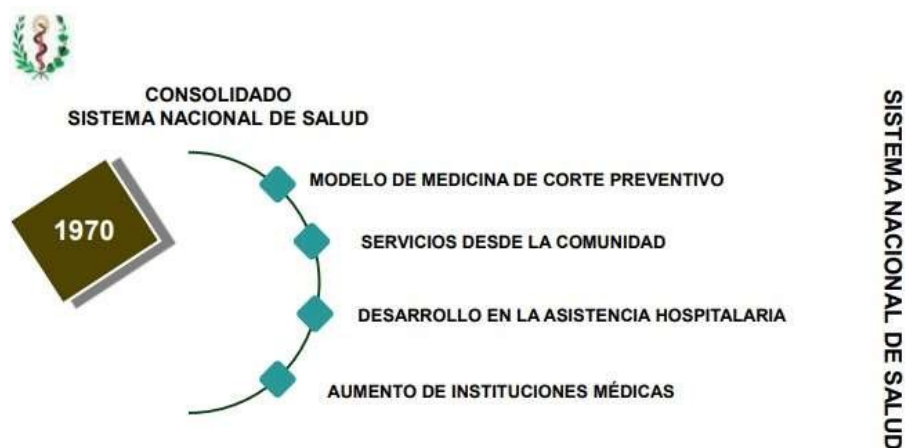 CONSOLIDADO
SISTEMA NACIONAL DE SALUD
1970
MODELO DE MEDICINA DE CORTE PREVENTIVO
SERVICIOS DESDE LA COMUNIDAD
DESARROLLO EN LA ASISTENCIA HOSPITALARIA
AUMENTO DE INSTITUCIONES MÉDICAS
SISTEMA NACIONAL DE SALUD